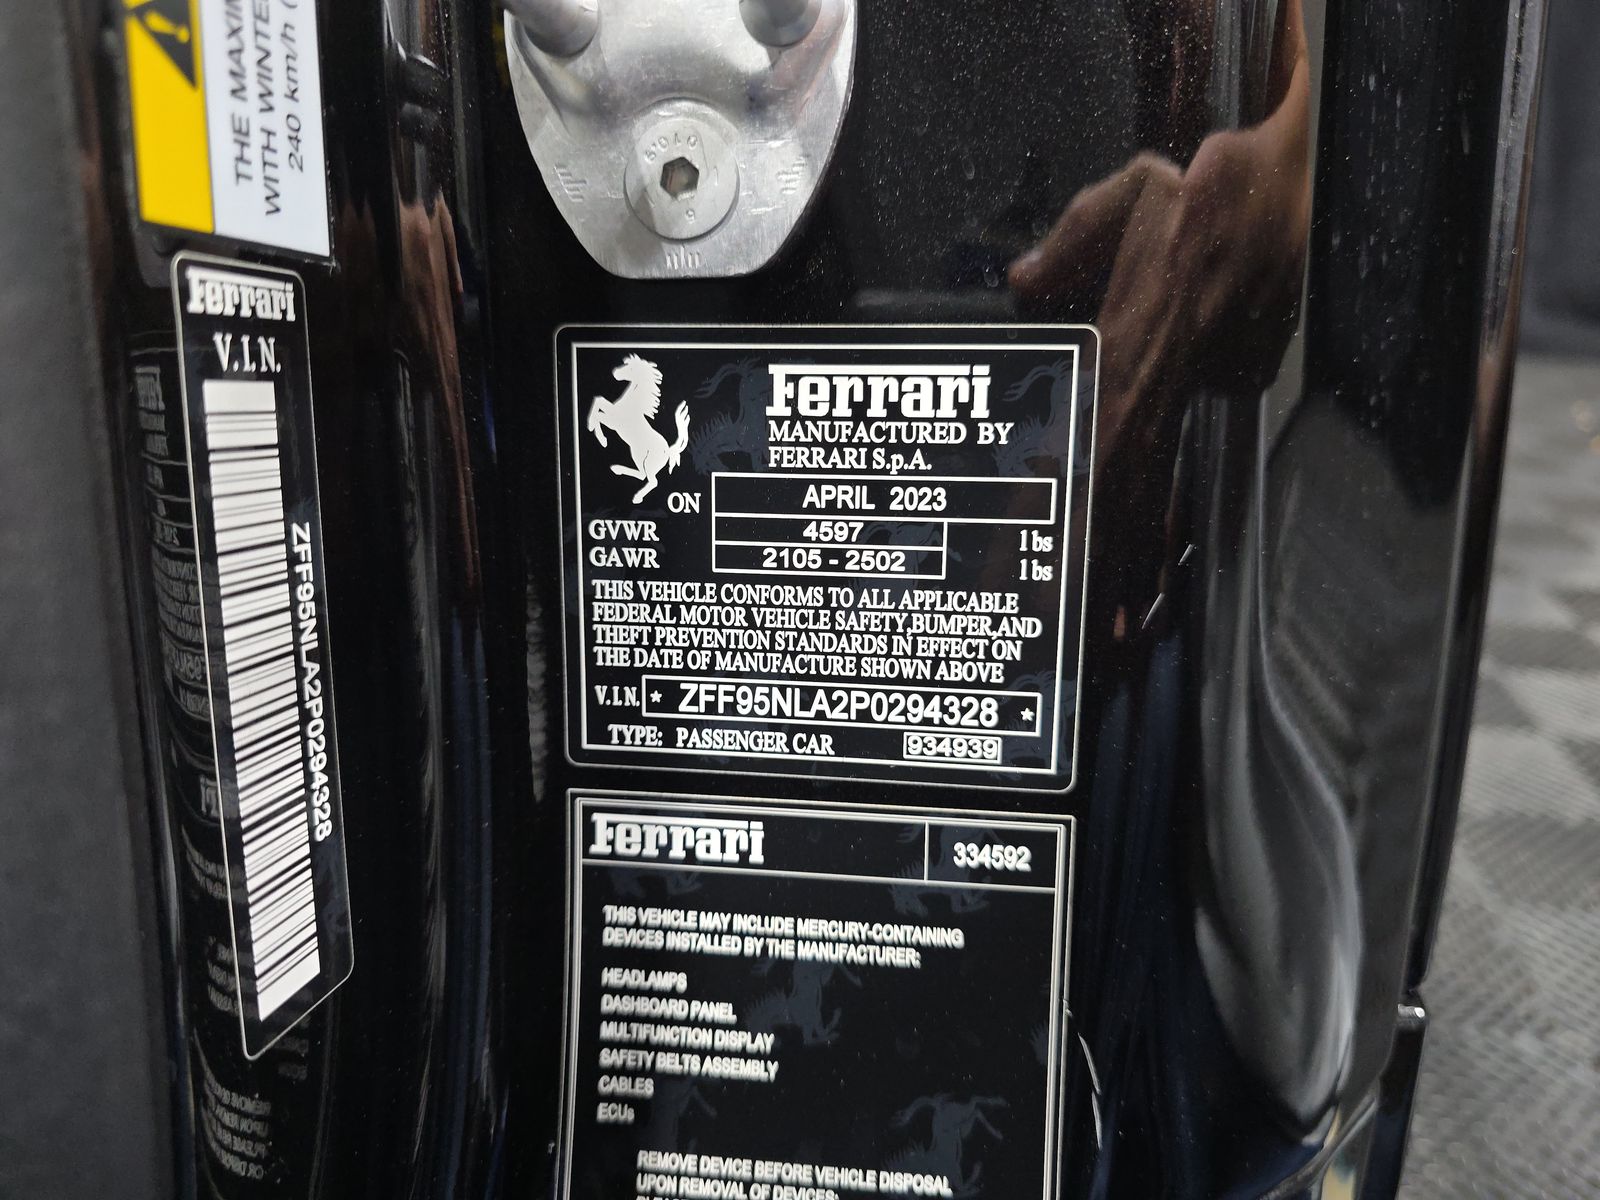 THE MAXIM
WITH WINTE
240 km/h (
Ferrari
V.I.N.
ZFF95NLA2P0294328
Ferrari
MANUFACTURED BY
FERRARI S.p.A.
ON APRIL 2023
GVWR 4597 lbs
GAWR 2105 - 2502 lbs
THIS VEHICLE CONFORMS TO ALL APPLICABLE
FEDERAL MOTOR VEHICLE SAFETY, BUMPER, AND
THEFT PREVENTION STANDARDS IN EFFECT ON
THE DATE OF MANUFACTURE SHOWN ABOVE
V.I.N. * ZFF95NLA2P0294328 *
TYPE: PASSENGER CAR 934939
Ferrari 334592
THIS VEHICLE MAY INCLUDE MERCURY-CONTAINING
DEVICES INSTALLED BY THE MANUFACTURER:
HEADLAMPS
DASHBOARD PANEL
MULTIFUNCTION DISPLAY
SAFETY BELTS ASSEMBLY
CABLES
ECUs
REMOVE DEVICE BEFORE VEHICLE DISPOSAL
UPON REMOVAL OF DEVICES: